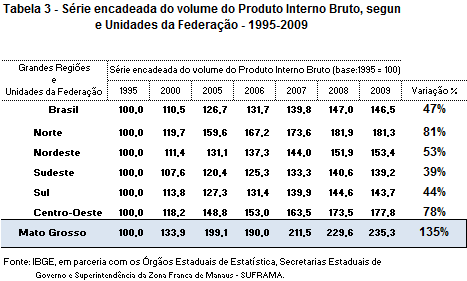 Tabela 3 - Série encadeada do volume do Produto Interno Bruto, segun
e Unidades da Federação - 1995-2009
Grandes Regiões
e
Unidades da Federação
Série encadeada do volume do Produto Interno Bruto (base:1995 = 100)
1995 2000 2005 2006 2007 2008 2009 Variação %
Brasil 100,0 110,5 126,7 131,7 139,8 147,0 146,5 47%
Norte 100,0 119,7 159,6 167,2 173,6 181,9 181,3 81%
Nordeste 100,0 111,4 131,1 137,3 144,0 151,9 153,4 53%
Sudeste 100,0 107,6 120,4 125,3 133,3 140,6 139,2 39%
Sul 100,0 113,8 127,3 131,4 139,9 144,6 143,7 44%
Centro-Oeste 100,0 118,2 148,8 153,0 163,5 173,5 177,8 78%
Mato Grosso 100,0 133,9 199,1 190,0 211,5 229,6 235,3 135%
Fonte: IBGE, em parceria com os Órgãos Estaduais de Estatística, Secretarias Estaduais de
Governo e Superintendência da Zona Franca de Manaus - SUFRAMA.